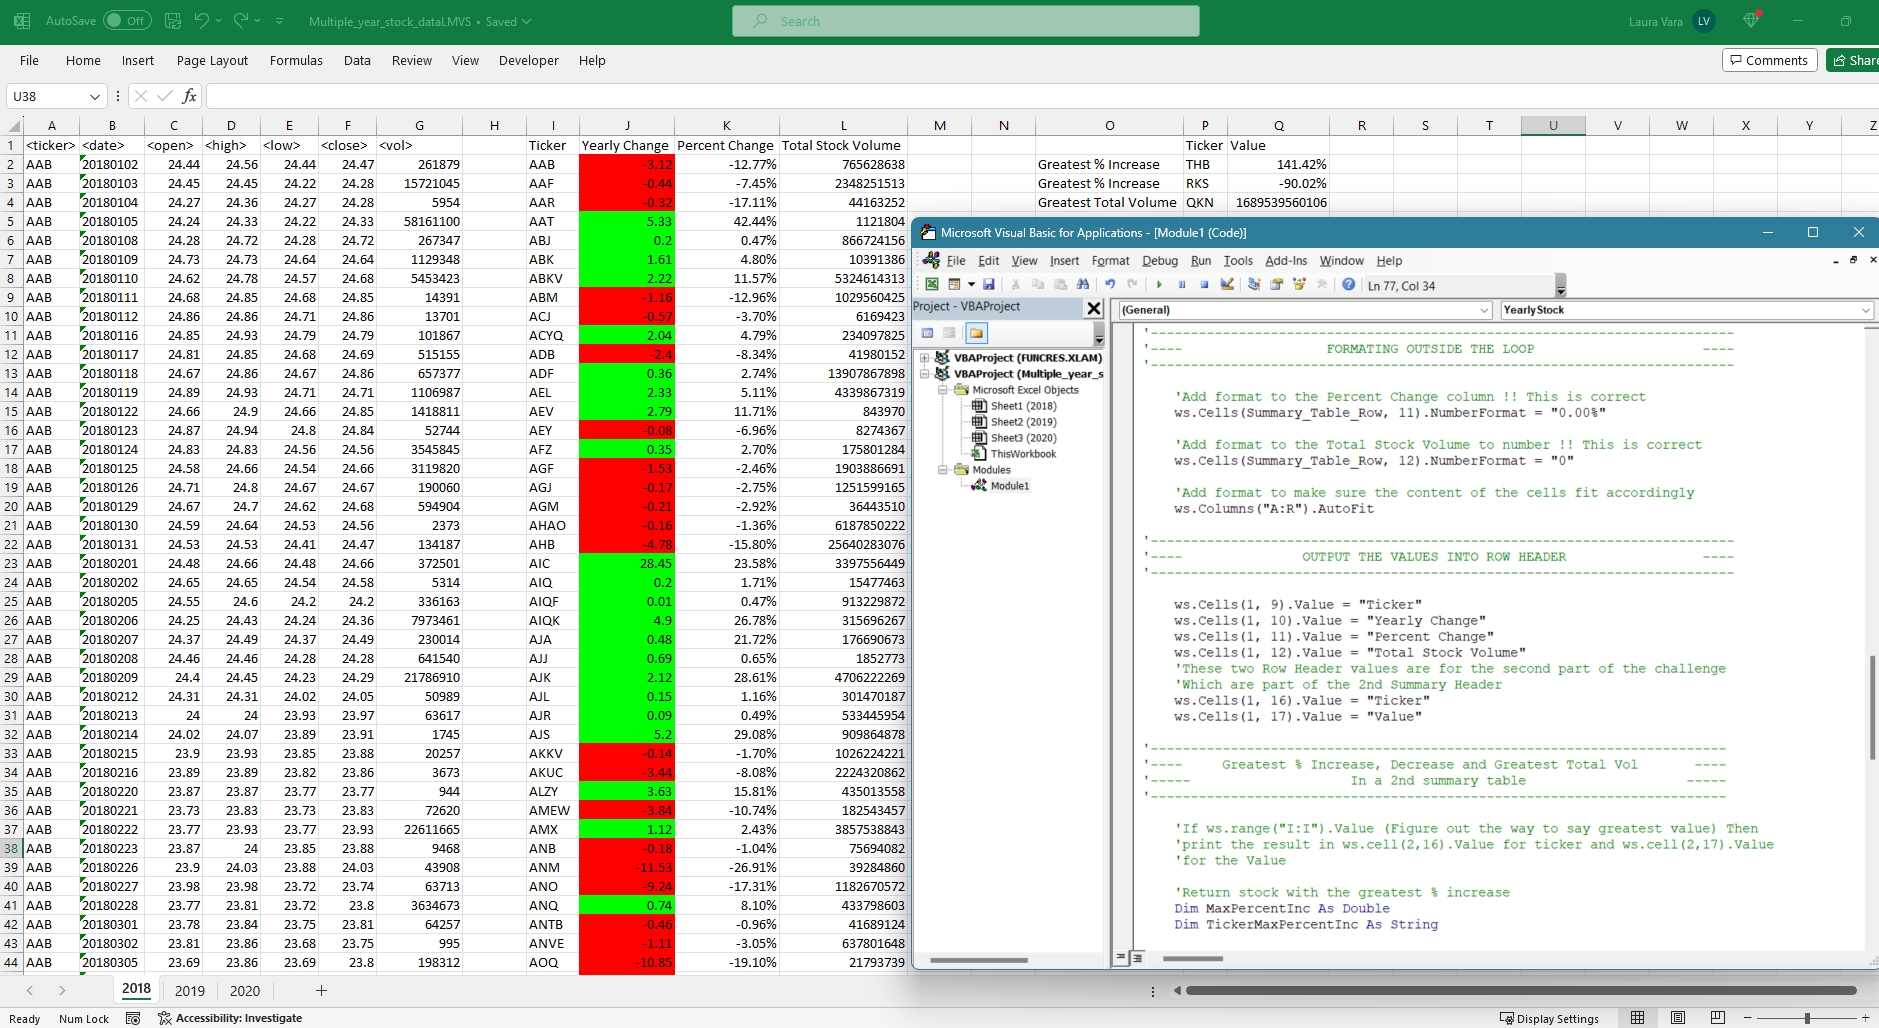 AutoSave Off Multiple_year_stock_dataLMVS • Saved Search Laura Vara LV
File Home Insert Page Layout Formulas Data Review View Developer Help Comments Share
U38 fx
A B C D E F G H I J K L M N O P Q R S T U V W X Y Z
1 <ticker> <date> <open> <high> <low> <close> <vol> Ticker Yearly Change Percent Change Total Stock Volume Ticker Value
2 AAB 20180102 24.44 24.56 24.44 24.47 261879 AAB -3.12 -12.77% 765628638 Greatest % Increase THB 141.42%
3 AAB 20180103 24.45 24.45 24.22 24.28 15721045 AAF -0.44 -7.45% 2348251513 Greatest % Increase RKS -90.02%
4 AAB 20180104 24.27 24.36 24.27 24.28 5954 AAR -0.32 -17.11% 44163252 Greatest Total Volume QKN 1689539560106
5 AAB 20180105 24.24 24.33 24.22 24.33 58161100 AAT 5.33 42.44% 1121804
6 AAB 20180108 24.28 24.72 24.28 24.72 267347 ABJ 0.2 0.47% 866724156
7 AAB 20180109 24.73 24.73 24.64 24.64 1129348 ABK 1.61 4.80% 10391386
8 AAB 20180110 24.62 24.78 24.57 24.68 5453423 ABKV 2.22 11.57% 5324614313
9 AAB 20180111 24.68 24.85 24.68 24.85 14391 ABM -1.16 -12.96% 1029560425
10 AAB 20180112 24.86 24.86 24.71 24.86 13701 ACJ -0.57 -3.70% 6169423
11 AAB 20180116 24.85 24.93 24.79 24.79 101867 ACYQ 2.04 4.79% 234097825
12 AAB 20180117 24.81 24.85 24.68 24.69 515155 ADB -2.4 -8.34% 41980152
13 AAB 20180118 24.67 24.86 24.67 24.86 657377 ADF 0.36 2.74% 13907867898
14 AAB 20180119 24.89 24.93 24.71 24.71 1106987 AEL 2.33 5.11% 4339867319
15 AAB 20180122 24.66 24.9 24.66 24.85 1418811 AEV 2.79 11.71% 843970
16 AAB 20180123 24.87 24.94 24.8 24.84 52744 AEY -0.08 -6.96% 8274367
17 AAB 20180124 24.83 24.83 24.56 24.56 3545845 AFZ 0.35 2.70% 175801284
18 AAB 20180125 24.58 24.66 24.54 24.66 3119820 AGF -1.53 -2.46% 1903886691
19 AAB 20180126 24.71 24.8 24.67 24.67 190060 AGJ -0.17 -2.75% 1251599165
20 AAB 20180129 24.67 24.7 24.62 24.68 594904 AGM -0.21 -2.92% 36443510
21 AAB 20180130 24.59 24.64 24.53 24.56 2373 AHAO -0.16 -1.36% 6187850222
22 AAB 20180131 24.53 24.53 24.41 24.47 134187 AHB -4.78 -15.80% 25640283076
23 AAB 20180201 24.48 24.66 24.48 24.66 372501 AIC 28.45 23.58% 3397556449
24 AAB 20180202 24.65 24.65 24.54 24.58 5314 AIQ 0.2 1.71% 15477463
25 AAB 20180205 24.55 24.6 24.2 24.2 336163 AIQF 0.01 0.47% 913229872
26 AAB 20180206 24.25 24.43 24.24 24.36 7973461 AIQK 4.9 26.78% 315696267
27 AAB 20180207 24.37 24.49 24.37 24.49 230014 AJA 0.48 21.72% 176690673
28 AAB 20180208 24.46 24.46 24.28 24.28 641540 AJJ 0.69 0.65% 1852773
29 AAB 20180209 24.4 24.45 24.23 24.29 21786910 AJK 2.12 28.61% 4706222269
30 AAB 20180212 24.31 24.31 24.02 24.05 50989 AJL 0.15 1.16% 301470187
31 AAB 20180213 24 24 23.93 23.97 63617 AJR 0.09 0.49% 533445954
32 AAB 20180214 24.02 24.07 23.89 23.91 1745 AJS 5.2 29.08% 909864878
33 AAB 20180215 23.9 23.93 23.85 23.88 20257 AKKV -0.14 -1.70% 1026224221
34 AAB 20180216 23.89 23.89 23.82 23.86 3673 AKUC -3.44 -8.08% 2224320862
35 AAB 20180220 23.87 23.87 23.77 23.77 944 ALZY 3.63 15.81% 435013558
36 AAB 20180221 23.73 23.83 23.73 23.83 72620 AMEW -3.84 -10.74% 182543457
37 AAB 20180222 23.77 23.93 23.77 23.93 22611665 AMX 1.12 2.43% 3857538843
38 AAB 20180223 23.87 24 23.85 23.88 9468 ANB -0.18 -1.04% 75694082
39 AAB 20180226 23.9 24.03 23.88 24.03 43908 ANM -11.53 -26.91% 39284860
40 AAB 20180227 23.98 23.98 23.72 23.74 63713 ANO -9.24 -17.31% 1182670572
41 AAB 20180228 23.77 23.81 23.72 23.8 3634673 ANQ 0.74 8.10% 433798603
42 AAB 20180301 23.78 23.84 23.75 23.81 64257 ANTB -0.46 -0.96% 41689124
43 AAB 20180302 23.81 23.86 23.68 23.75 995 ANVE -1.11 -3.05% 637801648
44 AAB 20180305 23.69 23.86 23.69 23.8 198312 AOQ -10.85 -19.10% 21793739
Microsoft Visual Basic for Applications - [Module1 (Code)]
File Edit View Insert Format Debug Run Tools Add-Ins Window Help
Ln 77, Col 34
Project - VBAProject
VBAProject (FUNCRES.XLAM)
VBAProject (Multiple_year_s
Microsoft Excel Objects
Sheet1 (2018)
Sheet2 (2019)
Sheet3 (2020)
ThisWorkbook
Modules
Module1
(General) YearlyStock
'---- FORMATING OUTSIDE THE LOOP ----
'Add format to the Percent Change column !! This is correct
ws.Cells(Summary_Table_Row, 11).NumberFormat = "0.00%"
'Add format to the Total Stock Volume to number !! This is correct
ws.Cells(Summary_Table_Row, 12).NumberFormat = "0"
'Add format to make sure the content of the cells fit accordingly
ws.Columns("A:R").AutoFit
'---- OUTPUT THE VALUES INTO ROW HEADER ----
ws.Cells(1, 9).Value = "Ticker"
ws.Cells(1, 10).Value = "Yearly Change"
ws.Cells(1, 11).Value = "Percent Change"
ws.Cells(1, 12).Value = "Total Stock Volume"
'These two Row Header values are for the second part of the challenge
'Which are part of the 2nd Summary Header
ws.Cells(1, 16).Value = "Ticker"
ws.Cells(1, 17).Value = "Value"
'---- Greatest % Increase, Decrease and Greatest Total Vol ----
'----- In a 2nd summary table -----
'If ws.range("I:I").Value (Figure out the way to say greatest value) Then
'print the result in ws.cell(2,16).Value for ticker and ws.cell(2,17).Value
'for the Value
'Return stock with the greatest % increase
Dim MaxPercentInc As Double
Dim TickerMaxPercentInc As String
2018 2019 2020
Ready Num Lock Accessibility: Investigate Display Settings